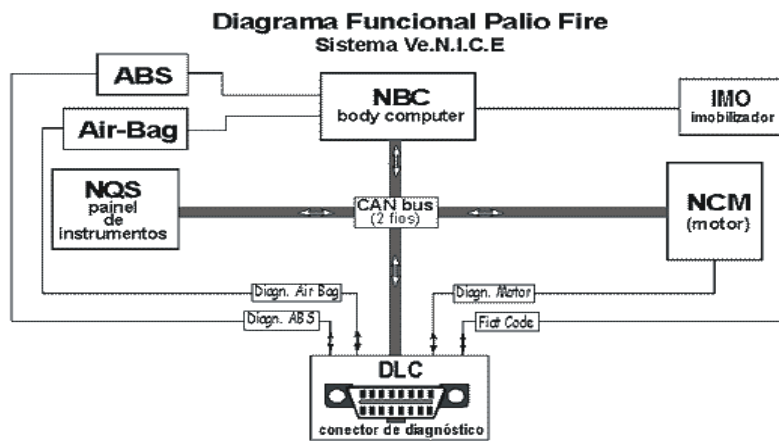 Diagrama Funcional Palio Fire
Sistema Ve.N.I.C.E
ABS
Air-Bag
NBC
body computer
IMO
imobilizador
NQS
painel
de
instrumentos
CAN bus
(2 fios)
NCM
(motor)
Diagn. Air Bag
Diagn. Motor
Diagn. ABS
Fiat Code
DLC
conector de diagnóstico